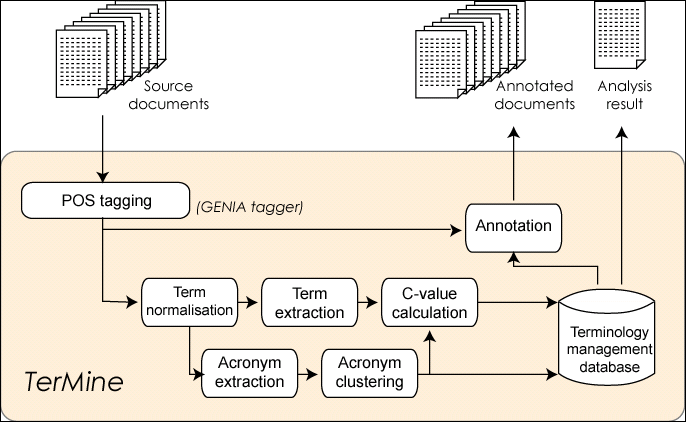 Source
documents
Annotated
documents
Analysis
result
POS tagging
(GENIA tagger)
Annotation
Term
normalisation
Term
extraction
C-value
calculation
Terminology
management
database
Acronym
extraction
Acronym
clustering
TerMine